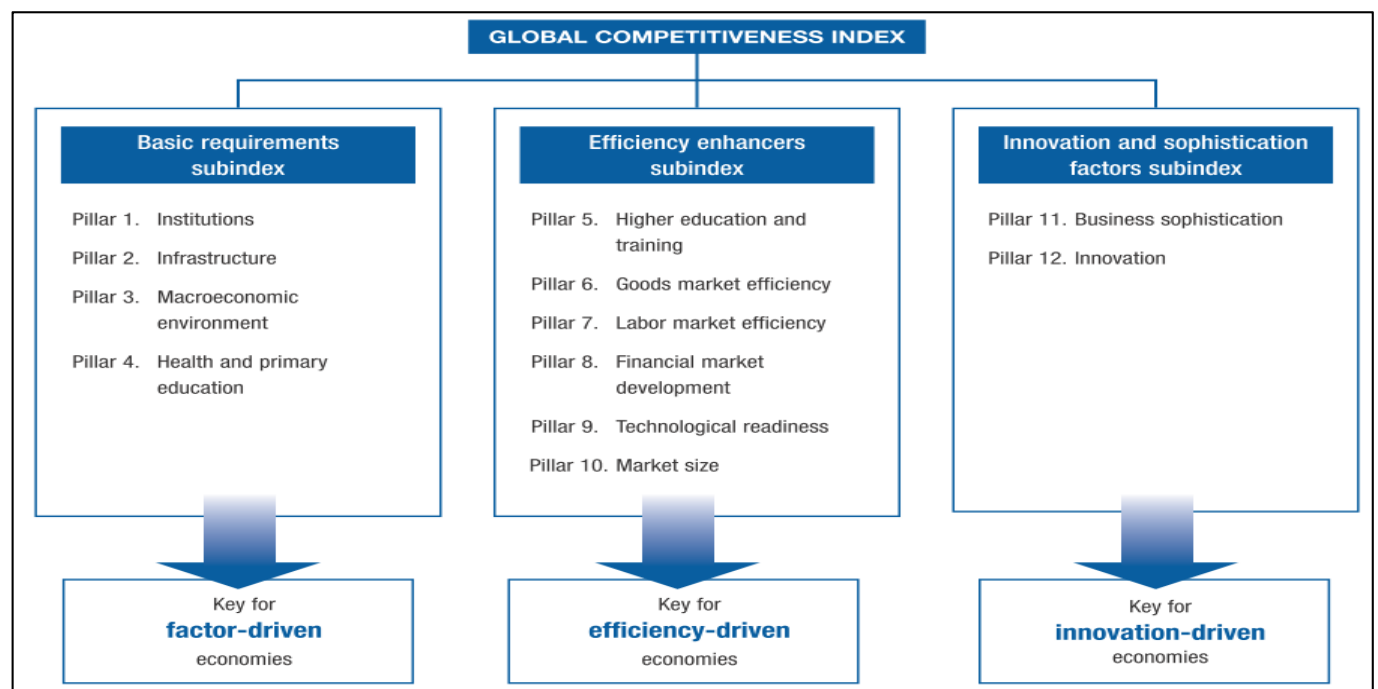 GLOBAL COMPETITIVENESS INDEX
Basic requirements
subindex
Pillar 1. Institutions
Pillar 2. Infrastructure
Pillar 3. Macroeconomic
environment
Pillar 4. Health and primary
education
Key for
factor-driven
economies
Efficiency enhancers
subindex
Pillar 5. Higher education and
training
Pillar 6. Goods market efficiency
Pillar 7. Labor market efficiency
Pillar 8. Financial market
development
Pillar 9. Technological readiness
Pillar 10. Market size
Key for
efficiency-driven
economies
Innovation and sophistication
factors subindex
Pillar 11. Business sophistication
Pillar 12. Innovation
Key for
innovation-driven
economies